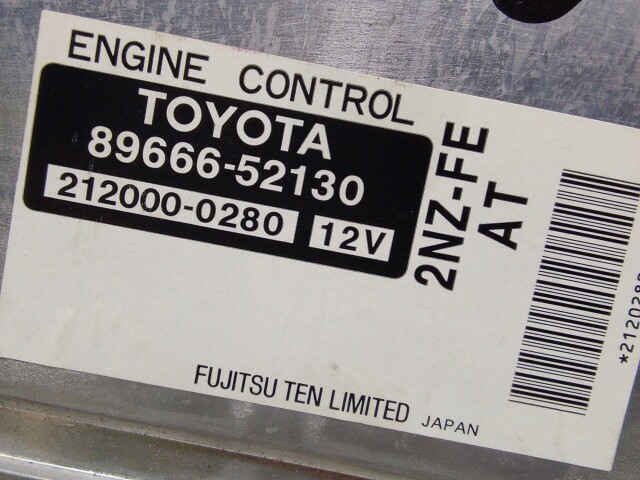 ENGINE CONTROL
TOYOTA
89666-52130
212000-0280 12V
2NZ-FE
AT
FUJITSU TEN LIMITED JAPAN